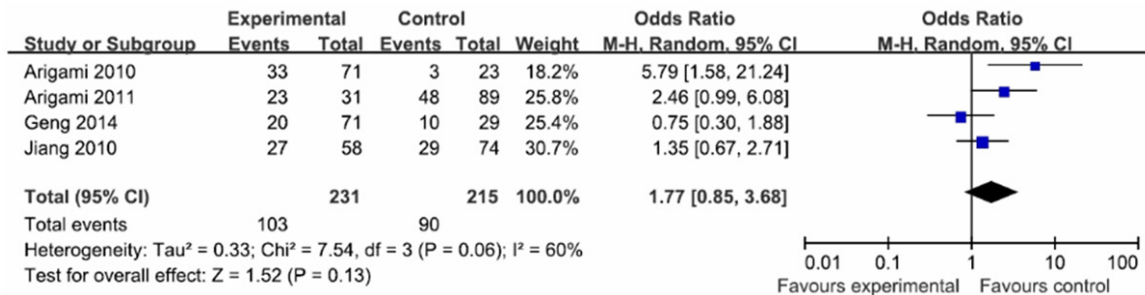 Experimental Control Odds Ratio Odds Ratio
Study or Subgroup Events Total Events Total Weight M-H, Random, 95% CI M-H, Random, 95% CI
Arigami 2010 33 71 3 23 18.2% 5.79 [1.58, 21.24]
Arigami 2011 23 31 48 89 25.8% 2.46 [0.99, 6.08]
Geng 2014 20 71 10 29 25.4% 0.75 [0.30, 1.88]
Jiang 2010 27 58 29 74 30.7% 1.35 [0.67, 2.71]
Total (95% CI) 231 215 100.0% 1.77 [0.85, 3.68]
Total events 103 90
Heterogeneity: Tau² = 0.33; Chi² = 7.54, df = 3 (P = 0.06); I² = 60%
Test for overall effect: Z = 1.52 (P = 0.13)
0.01 0.1 1 10 100
Favours experimental Favours control